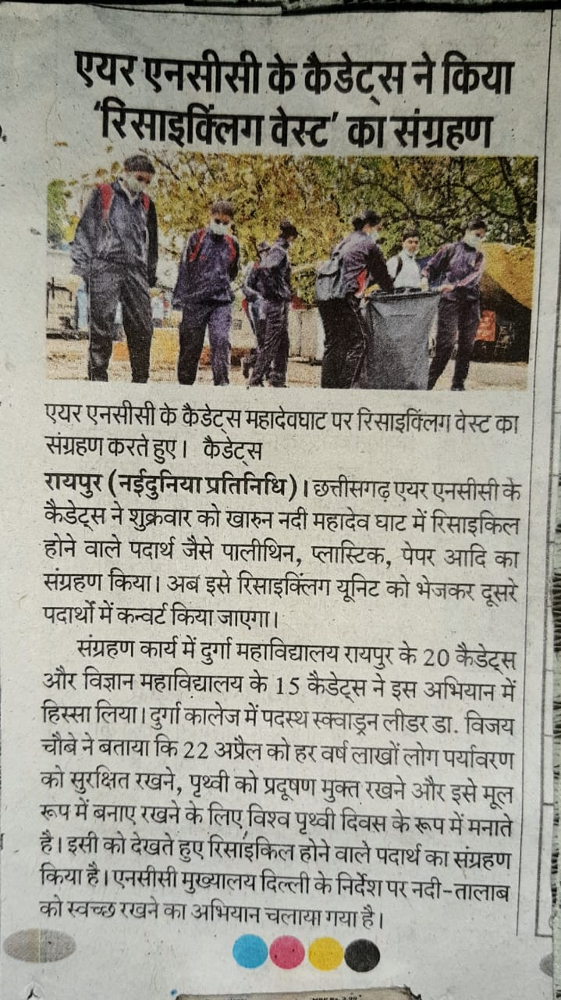 एयर एनसीसी के कैडेट्स ने किया
‘रिसाइक्लिंग वेस्ट’ का संग्रहण
एयर एनसीसी के कैडेट्स महादेवघाट पर रिसाइक्लिंग वेस्ट का
संग्रहण करते हुए। कैडेट्स
रायपुर (नईदुनिया प्रतिनिधि)। छत्तीसगढ़ एयर एनसीसी के
कैडेट्स ने शुक्रवार को खारुन नदी महादेव घाट में रिसाइकिल
होने वाले पदार्थ जैसे पालीथिन, प्लास्टिक, पेपर आदि का
संग्रहण किया। अब इसे रिसाइक्लिंग यूनिट को भेजकर दूसरे
पदार्थों में कन्वर्ट किया जाएगा।
संग्रहण कार्य में दुर्गा महाविद्यालय रायपुर के 20 कैडेट्स
और विज्ञान महाविद्यालय के 15 कैडेट्स ने इस अभियान में
हिस्सा लिया। दुर्गा कालेज में पदस्थ स्क्वाड्रन लीडर डा. विजय
चौबे ने बताया कि 22 अप्रैल को हर वर्ष लाखों लोग पर्यावरण
को सुरक्षित रखने, पृथ्वी को प्रदूषण मुक्त रखने और इसे मूल
रूप में बनाए रखने के लिए विश्व पृथ्वी दिवस के रूप में मनाते
है। इसी को देखते हुए रिसाइकिल होने वाले पदार्थ का संग्रहण
किया है। एनसीसी मुख्यालय दिल्ली के निर्देश पर नदी-तालाब
को स्वच्छ रखने का अभियान चलाया गया है।